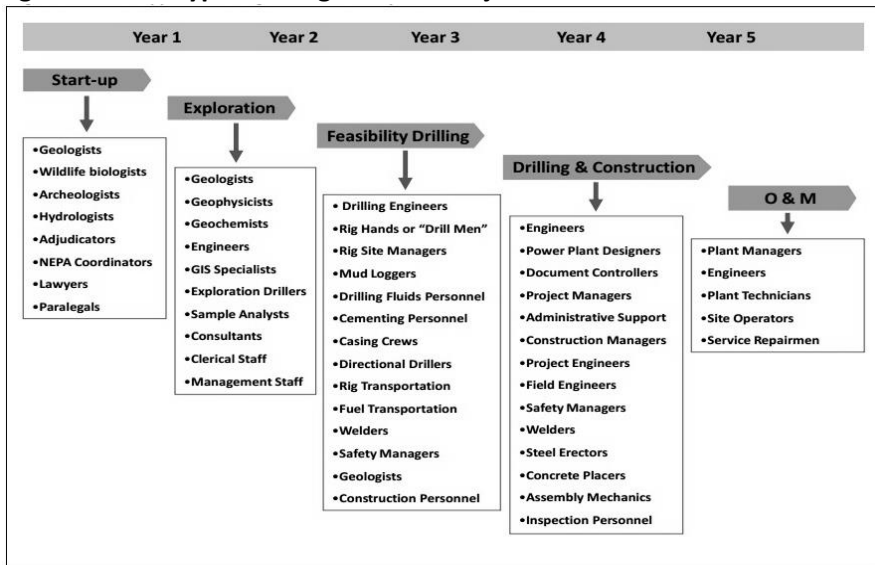 Year 1 Year 2 Year 3 Year 4 Year 5
Start-up
•Geologists
•Wildlife biologists
•Archeologists
•Hydrologists
•Adjudicators
•NEPA Coordinators
•Lawyers
•Paralegals
Exploration
•Geologists
•Geophysicists
•Geochemists
•Engineers
•GIS Specialists
•Exploration Drillers
•Sample Analysts
•Consultants
•Clerical Staff
•Management Staff
Feasibility Drilling
• Drilling Engineers
•Rig Hands or “Drill Men”
•Rig Site Managers
•Mud Loggers
•Drilling Fluids Personnel
•Cementing Personnel
•Casing Crews
•Directional Drillers
•Rig Transportation
•Fuel Transportation
•Welders
•Safety Managers
•Geologists
•Construction Personnel
Drilling & Construction
•Engineers
•Power Plant Designers
•Document Controllers
•Project Managers
•Administrative Support
•Construction Managers
•Project Engineers
•Field Engineers
•Safety Managers
•Welders
•Steel Erectors
•Concrete Placers
•Assembly Mechanics
•Inspection Personnel
O & M
•Plant Managers
•Engineers
•Plant Technicians
•Site Operators
•Service Repairmen